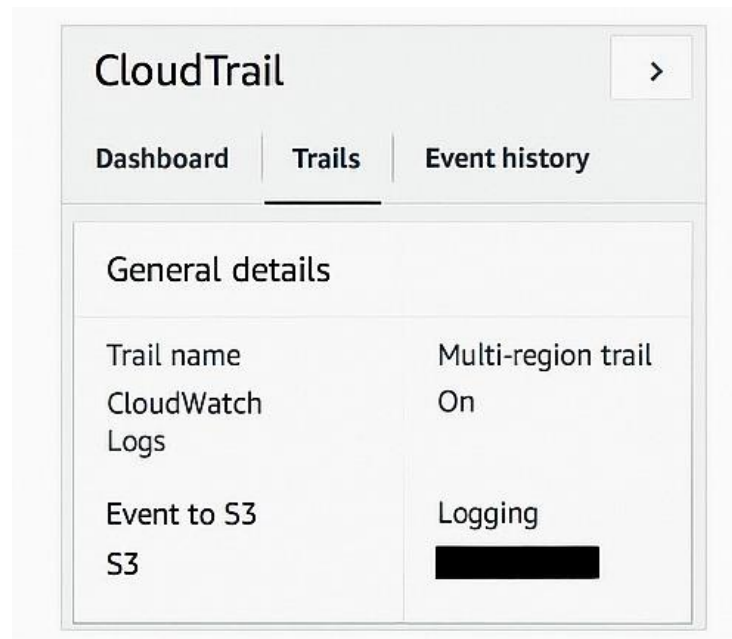 CloudTrail
Dashboard Trails Event history
General details
Trail name
CloudWatch
Logs
Multi-region trail
On
Event to S3
S3
Logging